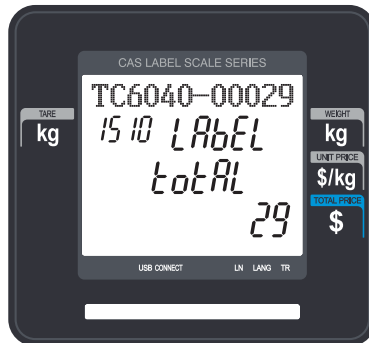 CAS LABEL SCALE SERIES
TC6040-00029
TARE
kg
1510 LAbEL
totAL
29
WEIGHT
kg
UNIT PRICE
$/kg
TOTAL PRICE
$
USB CONNECT LN LANG TR